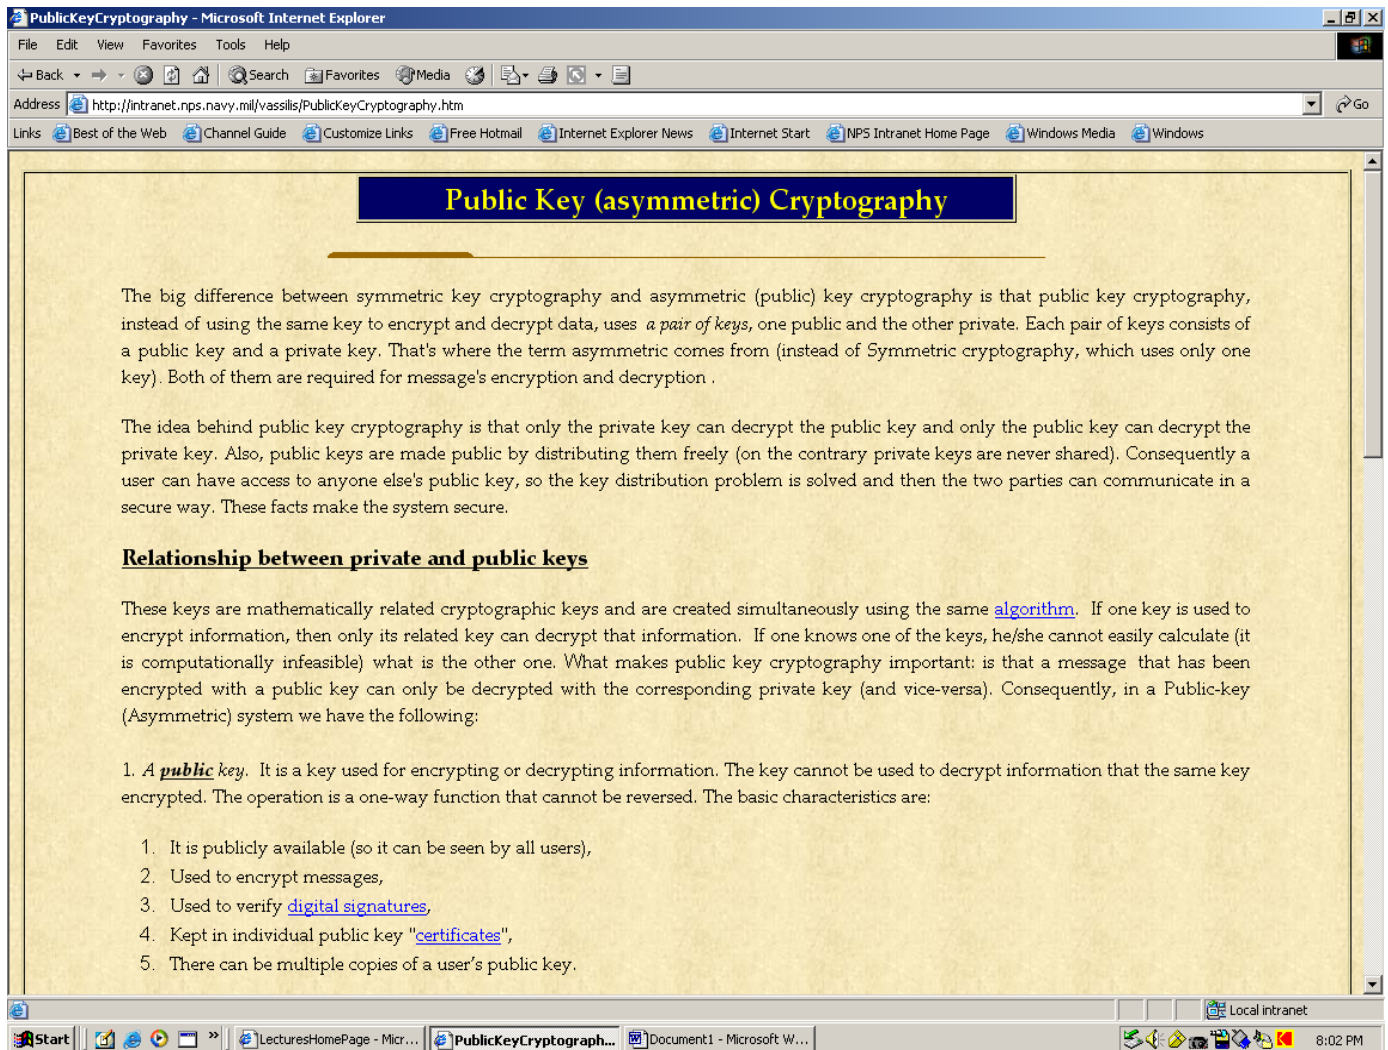 PublicKeyCryptography - Microsoft Internet Explorer
File Edit View Favorites Tools Help
Back Search Favorites Media
Address http://intranet.nps.navy.mil/vassilis/PublicKeyCryptography.htm Go
Links Best of the Web Channel Guide Customize Links Free Hotmail Internet Explorer News Internet Start NPS Intranet Home Page Windows Media Windows
Public Key (asymmetric) Cryptography
The big difference between symmetric key cryptography and asymmetric (public) key cryptography is that public key cryptography,
instead of using the same key to encrypt and decrypt data, uses a pair of keys, one public and the other private. Each pair of keys consists of
a public key and a private key. That's where the term asymmetric comes from (instead of Symmetric cryptography, which uses only one
key). Both of them are required for message's encryption and decryption .
The idea behind public key cryptography is that only the private key can decrypt the public key and only the public key can decrypt the
private key. Also, public keys are made public by distributing them freely (on the contrary private keys are never shared). Consequently a
user can have access to anyone else's public key, so the key distribution problem is solved and then the two parties can communicate in a
secure way. These facts make the system secure.
Relationship between private and public keys
These keys are mathematically related cryptographic keys and are created simultaneously using the same algorithm. If one key is used to
encrypt information, then only its related key can decrypt that information. If one knows one of the keys, he/she cannot easily calculate (it
is computationally infeasible) what is the other one. What makes public key cryptography important: is that a message that has been
encrypted with a public key can only be decrypted with the corresponding private key (and vice-versa). Consequently, in a Public-key
(Asymmetric) system we have the following:
1. A public key. It is a key used for encrypting or decrypting information. The key cannot be used to decrypt information that the same key
encrypted. The operation is a one-way function that cannot be reversed. The basic characteristics are:
1. It is publicly available (so it can be seen by all users),
2. Used to encrypt messages,
3. Used to verify digital signatures,
4. Kept in individual public key "certificates",
5. There can be multiple copies of a user's public key.
Local intranet
Start » LecturesHomePage - Micr... PublicKeyCryptograph... Document1 - Microsoft W... 8:02 PM